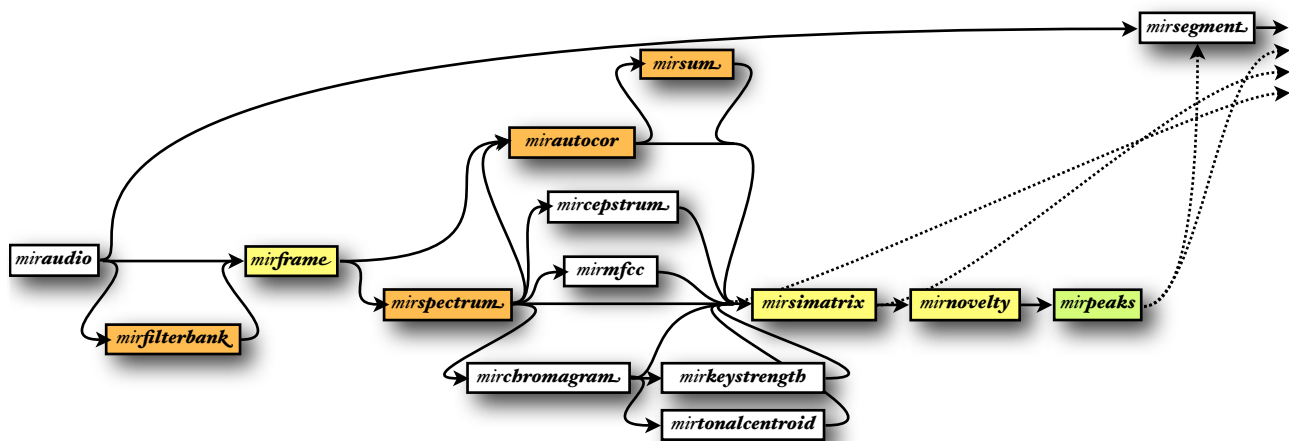 mirsegment
mirsum
mirautocor
mircepstrum
miraudio
mirframe
mirmfcc
mirspectrum
mirsimatrix
mirnovelty
mirpeaks
mirfilterbank
mirchromagram
mirkeystrength
mirtonalcentroid